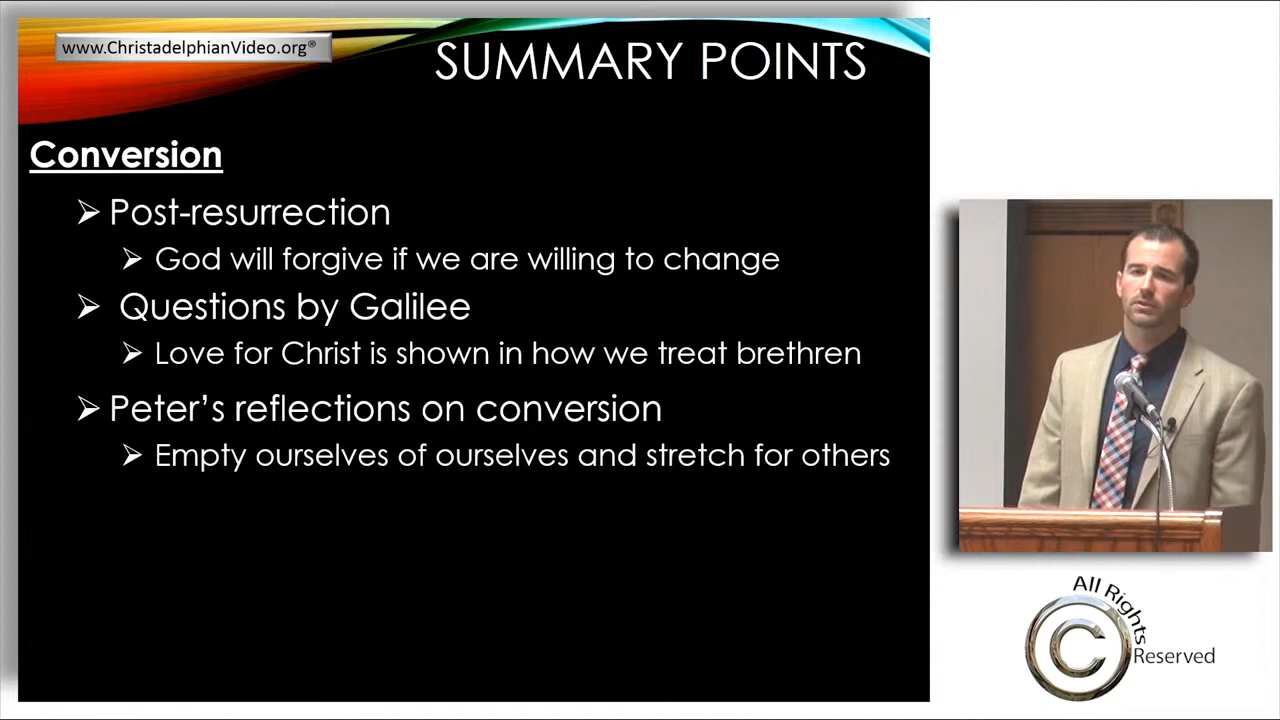 www.ChristadelphianVideo.org®
SUMMARY POINTS
Conversion
Post-resurrection
God will forgive if we are willing to change
Questions by Galilee
Love for Christ is shown in how we treat brethren
Peter’s reflections on conversion
Empty ourselves of ourselves and stretch for others
All Rights
C
Reserved